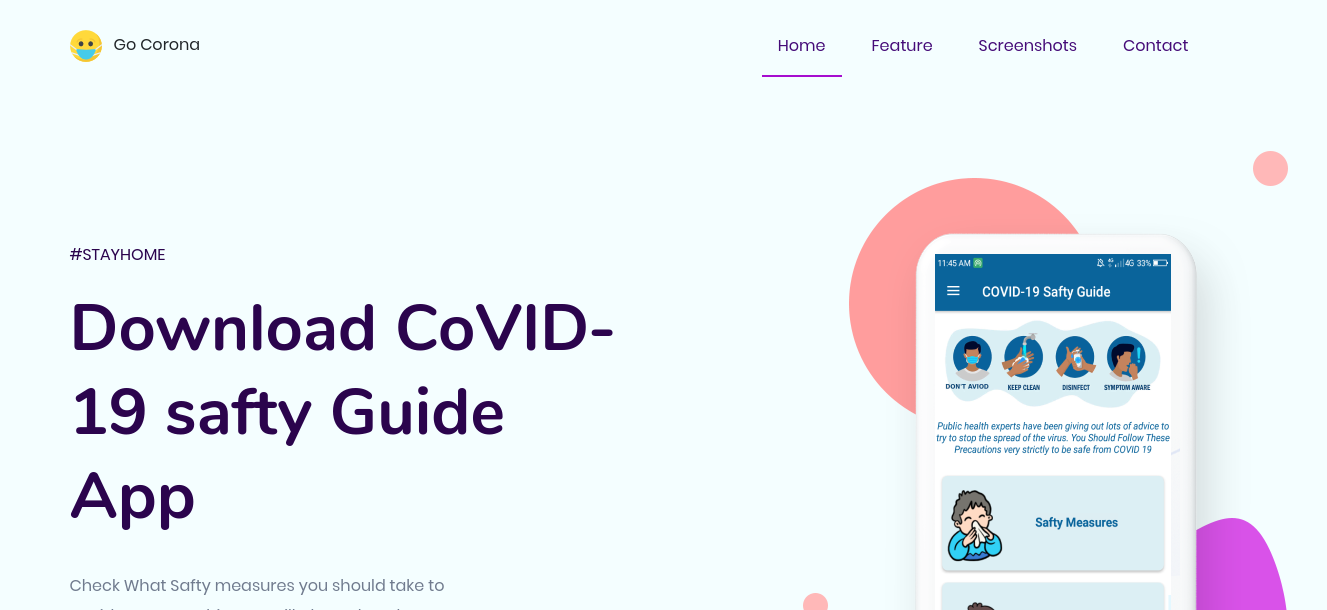 Go Corona
Home Feature Screenshots Contact
#STAYHOME
Download CoVID-
19 safty Guide
App
Check What Safty measures you should take to
11:45 AM
4G 33%
COVID-19 Safty Guide
DON'T AVIOD KEEP CLEAN DISINFECT SYMPTOM AWARE
Public health experts have been giving out lots of advice to
try to stop the spread of the virus. You Should Follow These
Precautions very strictly to be safe from COVID 19
Safty Measures